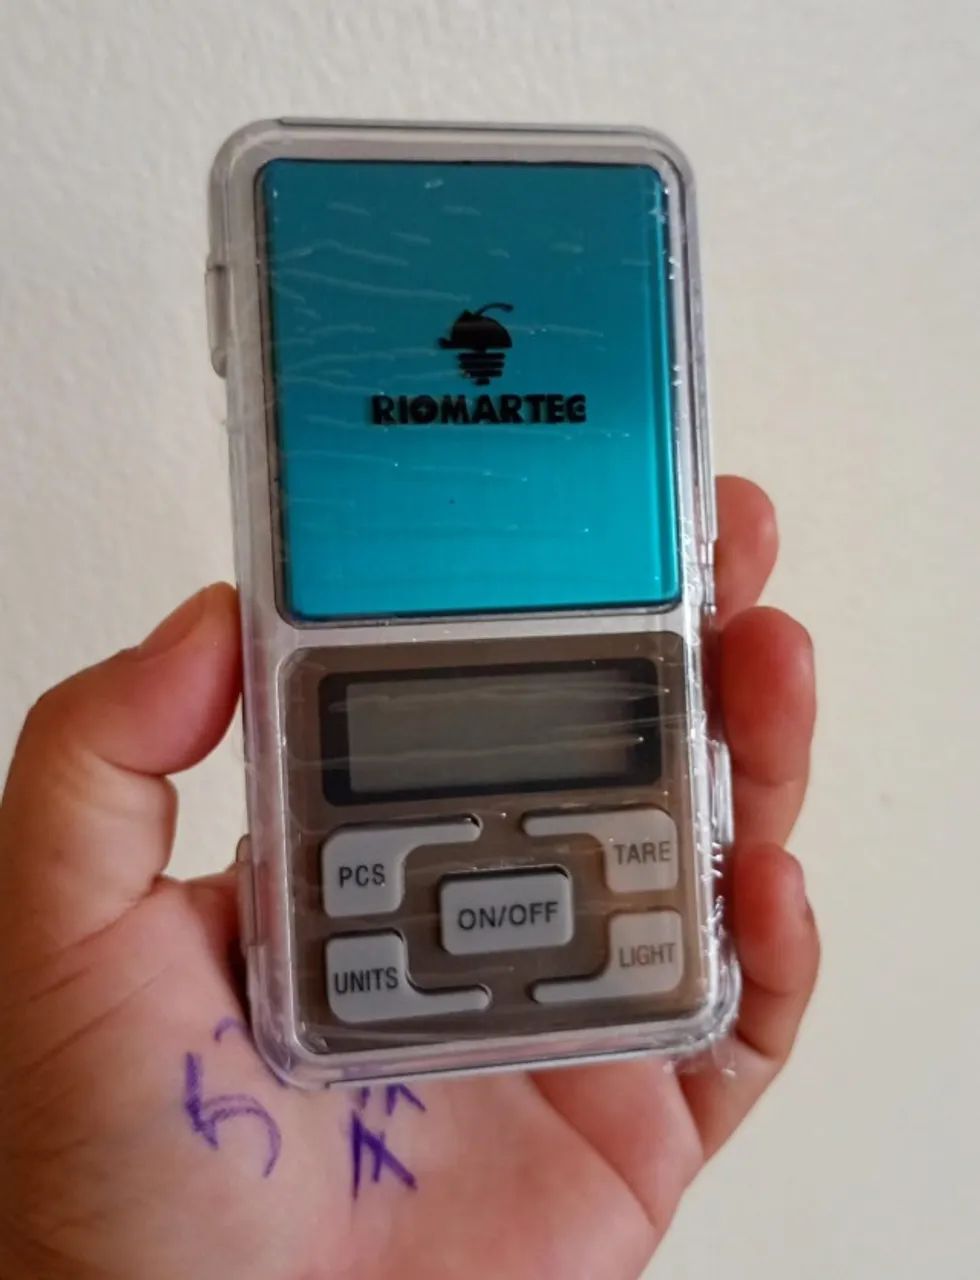 RIOMARTEC
PCS
TARE
ON/OFF
UNITS
LIGHT